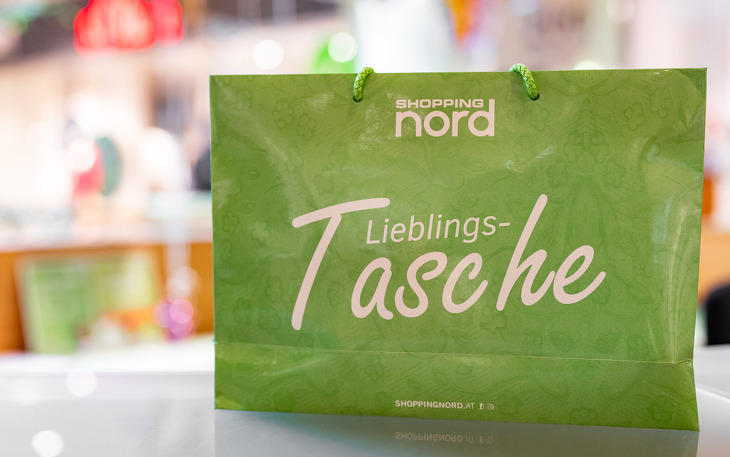 SHOPPING
nord
Lieblings-
Tasche
SHOPPINGNORD.AT